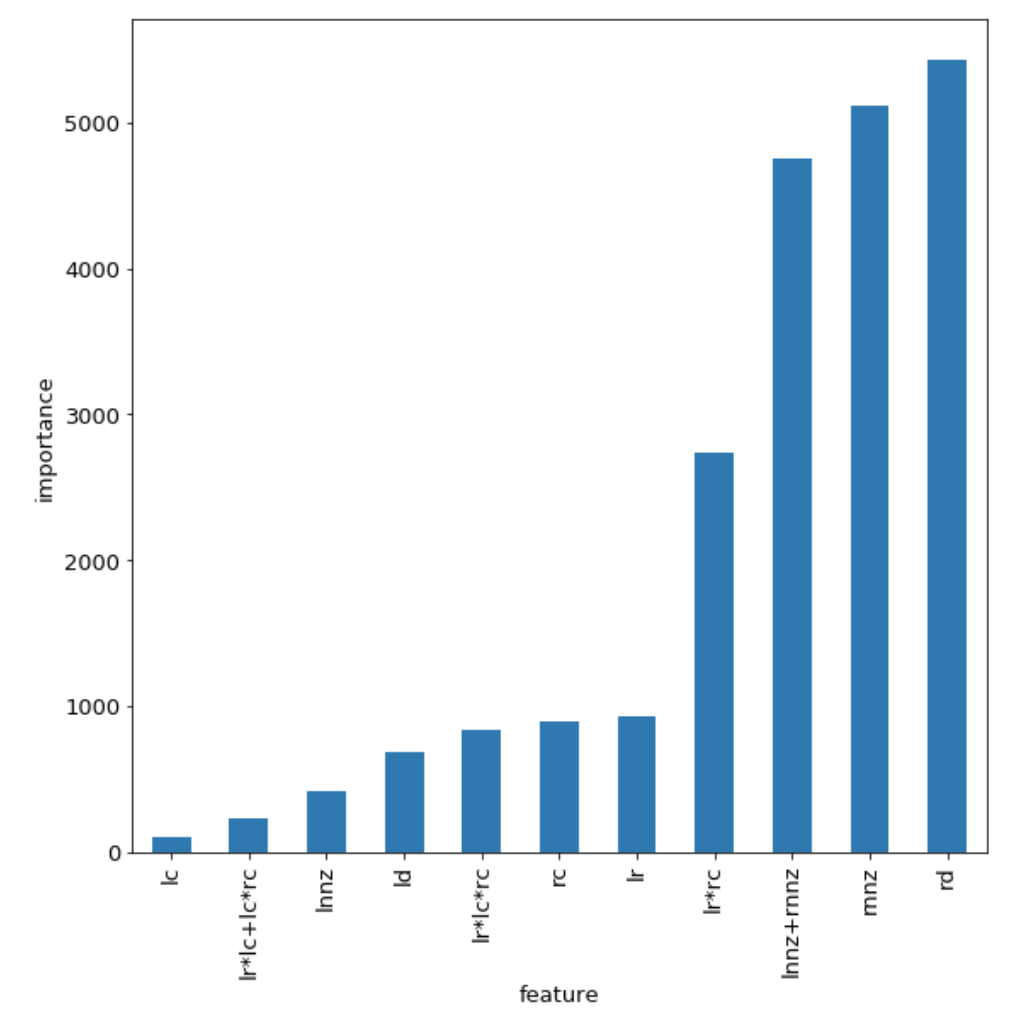 5000
4000
3000
2000
1000
0
importance
lc
lr*lc+lc*rc
lnnz
ld
lr*lc*rc
rc
lr
lr*rc
lnnz+rnnz
rnnz
rd
feature